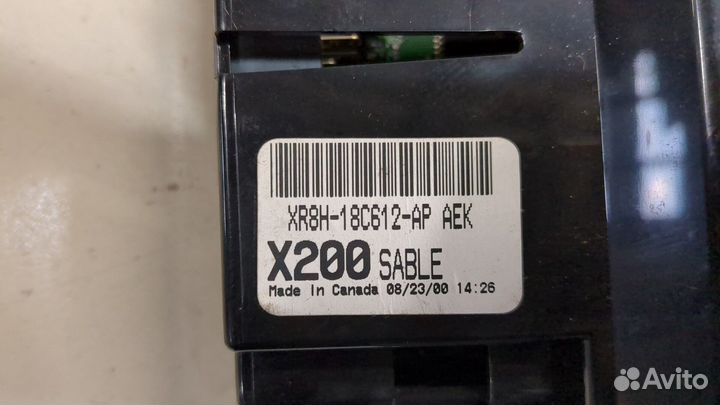 XR8H-18C612-AP AEK
X200 SABLE
Made In Canada 08/23/00 14:26
Avito